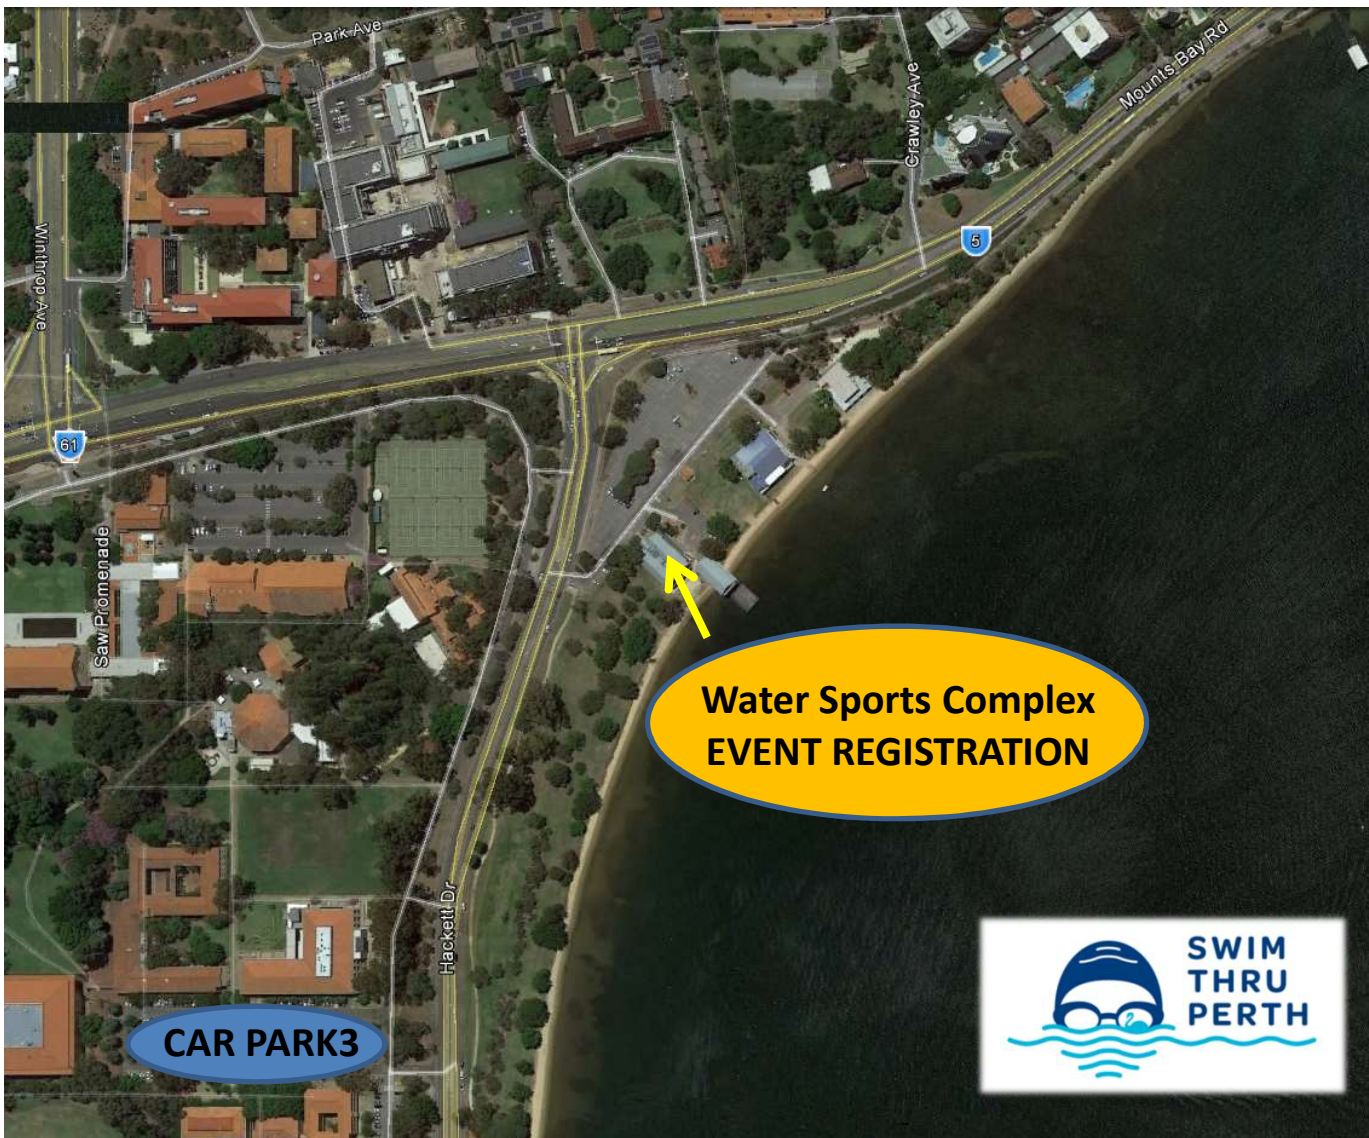 Park Ave
Crawley Ave
Mounts Bay Rd
Winthrop Ave
5
61
Saw Promenade
Water Sports Complex
EVENT REGISTRATION
Hackett Dr
CAR PARK3
SWIM
THRU
PERTH